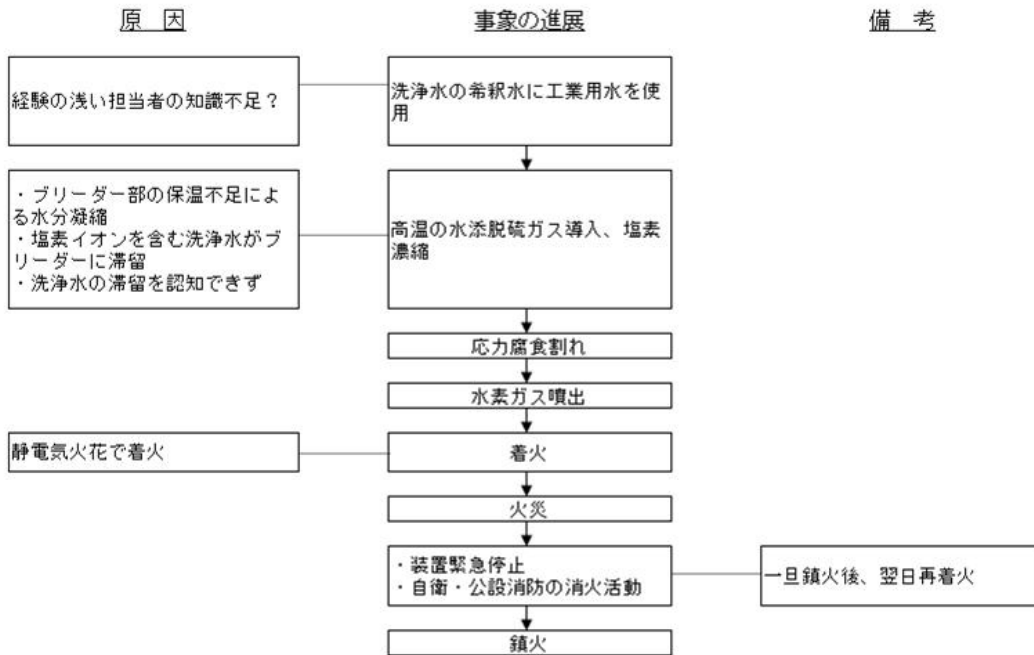 原　因
事象の進展
備　考
経験の浅い担当者の知識不足？
洗浄水の希釈水に工業用水を使
用
・ブリーダー部の保温不足によ
る水分凝縮
・塩素イオンを含む洗浄水がブ
リーダーに滞留
・洗浄水の滞留を認知できず
高温の水添脱硫ガス導入、塩素
濃縮
応力腐食割れ
水素ガス噴出
静電気火花で着火
着火
火災
・装置緊急停止
・自衛・公設消防の消火活動
一旦鎮火後、翌日再着火
鎮火